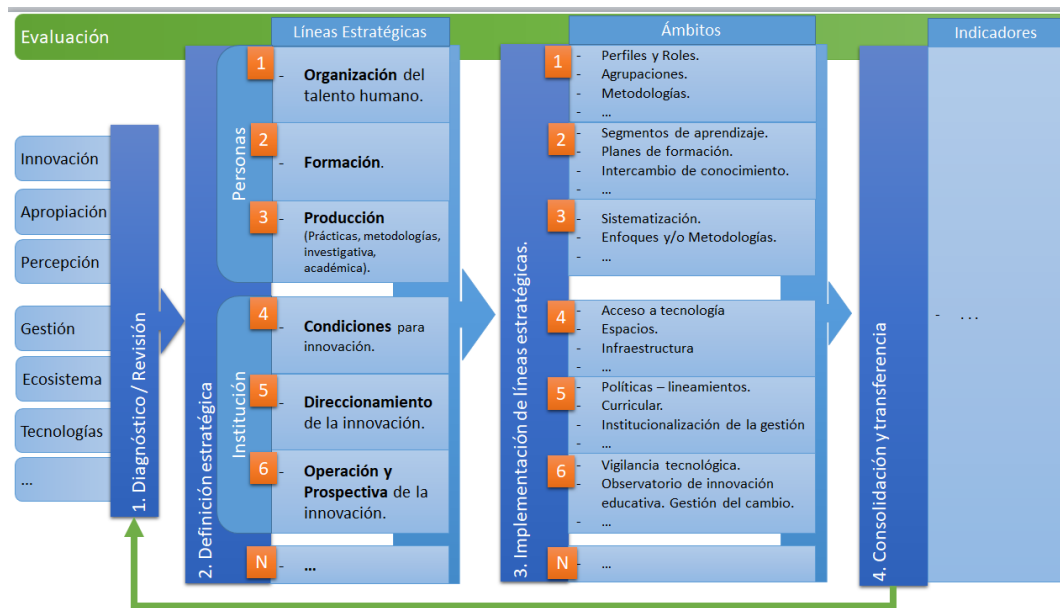 Evaluación
Innovación
Apropiación
Percepción
Gestión
Ecosistema
Tecnologías
...
1. Diagnóstico / Revisión
2. Definición estratégica
Líneas Estratégicas
Personas
1
- Organización del
talento humano.
2
- Formación.
3
- Producción
(Prácticas, metodologías,
investigativa,
académica).
Institución
4
- Condiciones para
innovación.
5
- Direccionamiento
de la innovación.
6
- Operación y
Prospectiva de la
innovación.
N
- ...
3. Implementación de líneas estratégicas.
Ámbitos
1
- Perfiles y Roles.
- Agrupaciones.
- Metodologías.
- ...
2
- Segmentos de aprendizaje.
- Planes de formación.
- Intercambio de conocimiento.
- ...
3
- Sistematización.
- Enfoques y/o Metodologías.
- ...
4
- Acceso a tecnología
- Espacios.
- Infraestructura
- ...
5
- Políticas – lineamientos.
- Curricular.
- Institucionalización de la gestión
- ...
6
- Vigilancia tecnológica.
- Observatorio de innovación
educativa. Gestión del cambio.
- ...
N
- ...
4. Consolidación y transferencia
Indicadores
- ...